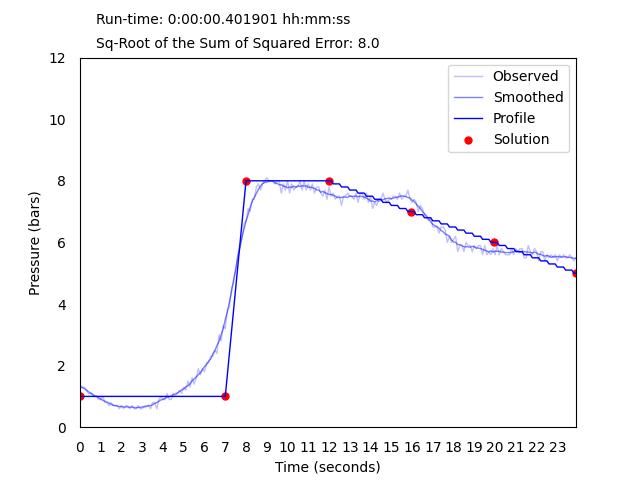 Run-time: 0:00:00.401901 hh:mm:ss
Sq-Root of the Sum of Squared Error: 8.0
12
10
8
6
4
2
0
Pressure (bars)
Observed
Smoothed
Profile
Solution
0 1 2 3 4 5 6 7 8 9 10 11 12 13 14 15 16 17 18 19 20 21 22 23
Time (seconds)